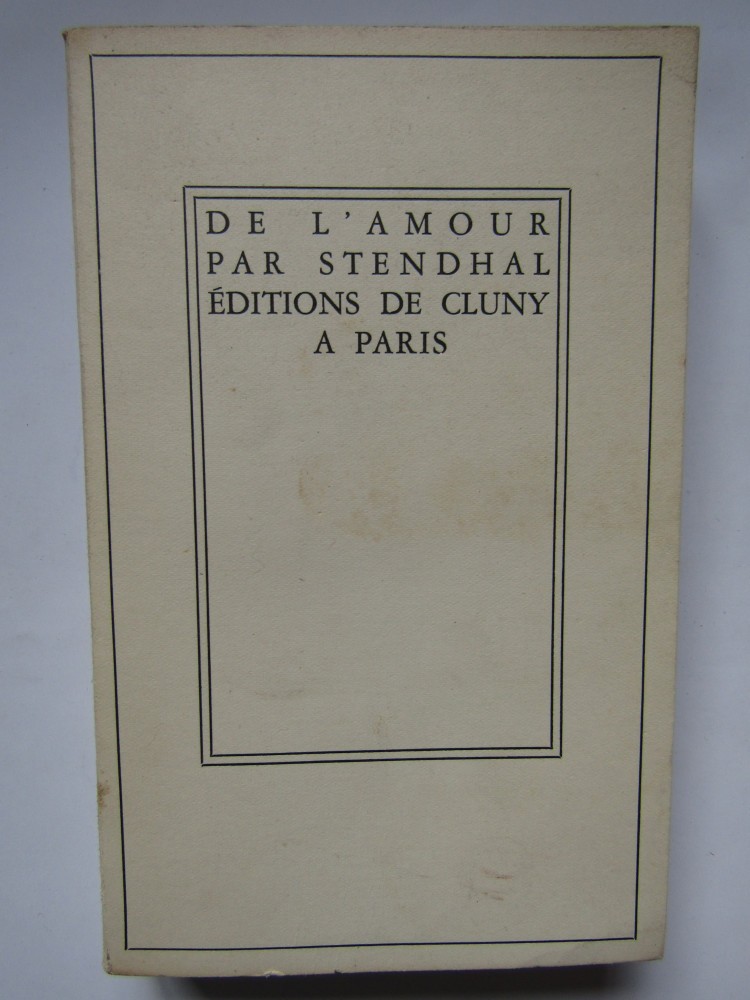 DE L'AMOUR
PAR STENDHAL
ÉDITIONS DE CLUNY
A PARIS